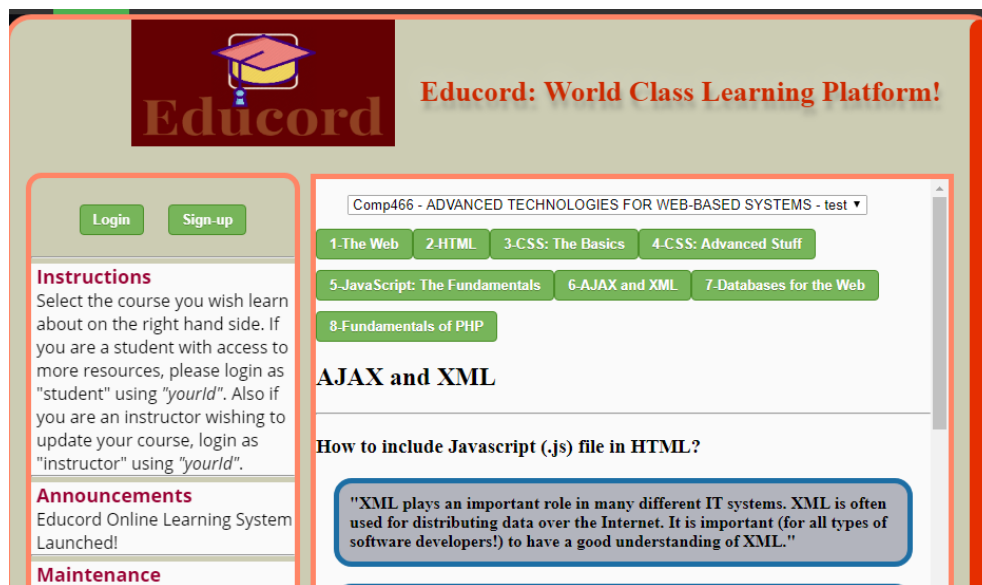 Educord
Educord: World Class Learning Platform!
Login
Sign-up
Instructions
Select the course you wish learn
about on the right hand side. If
you are a student with access to
more resources, please login as
"student" using "yourId". Also if
you are an instructor wishing to
update your course, login as
"instructor" using "yourId".
Announcements
Educord Online Learning System
Launched!
Maintenance
Comp466 - ADVANCED TECHNOLOGIES FOR WEB-BASED SYSTEMS - test
1-The Web
2-HTML
3-CSS: The Basics
4-CSS: Advanced Stuff
5-JavaScript: The Fundamentals
6-AJAX and XML
7-Databases for the Web
8-Fundamentals of PHP
AJAX and XML
How to include Javascript (.js) file in HTML?
"XML plays an important role in many different IT systems. XML is often
used for distributing data over the Internet. It is important (for all types of
software developers!) to have a good understanding of XML."